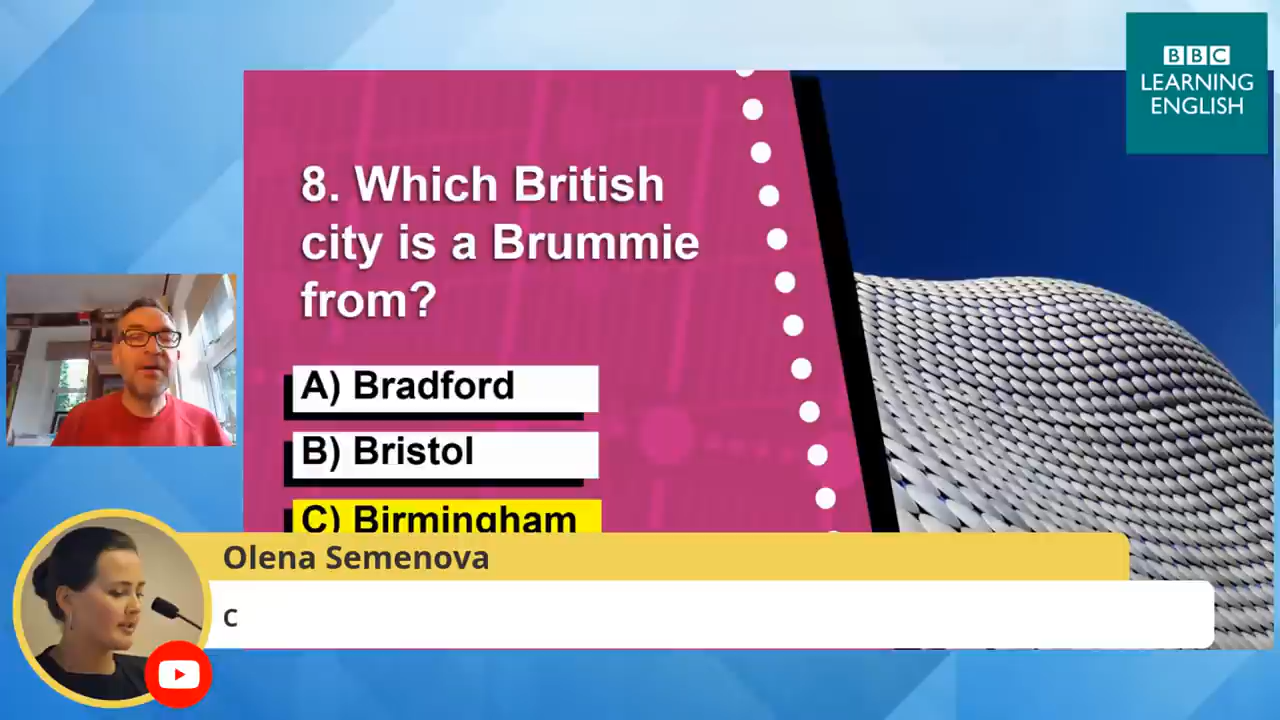 BBC
LEARNING
ENGLISH
8. Which British
city is a Brummie
from?
A) Bradford
B) Bristol
C) Birmingham
Olena Semenova
C